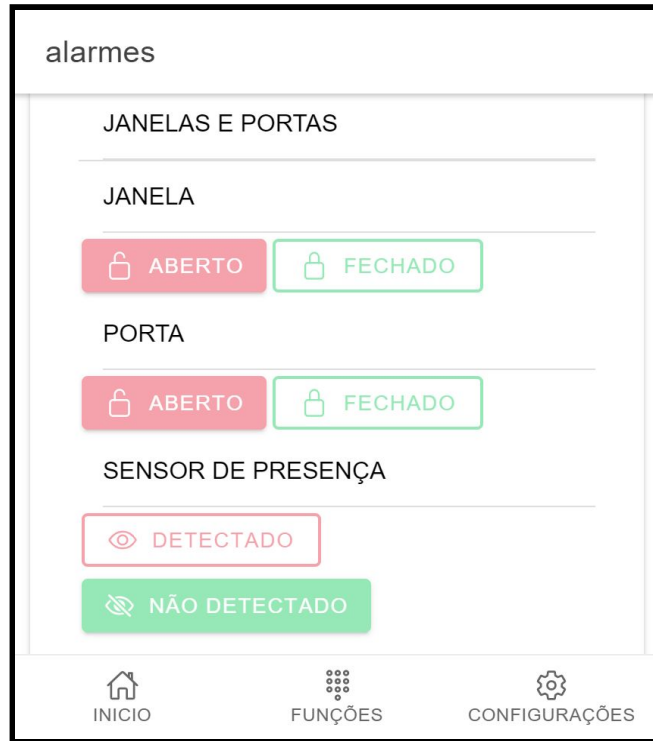 alarmes
JANELAS E PORTAS
JANELA
ABERTO FECHADO
PORTA
ABERTO FECHADO
SENSOR DE PRESENÇA
DETECTADO
NÃO DETECTADO
INICIO FUNÇÕES CONFIGURAÇÕES